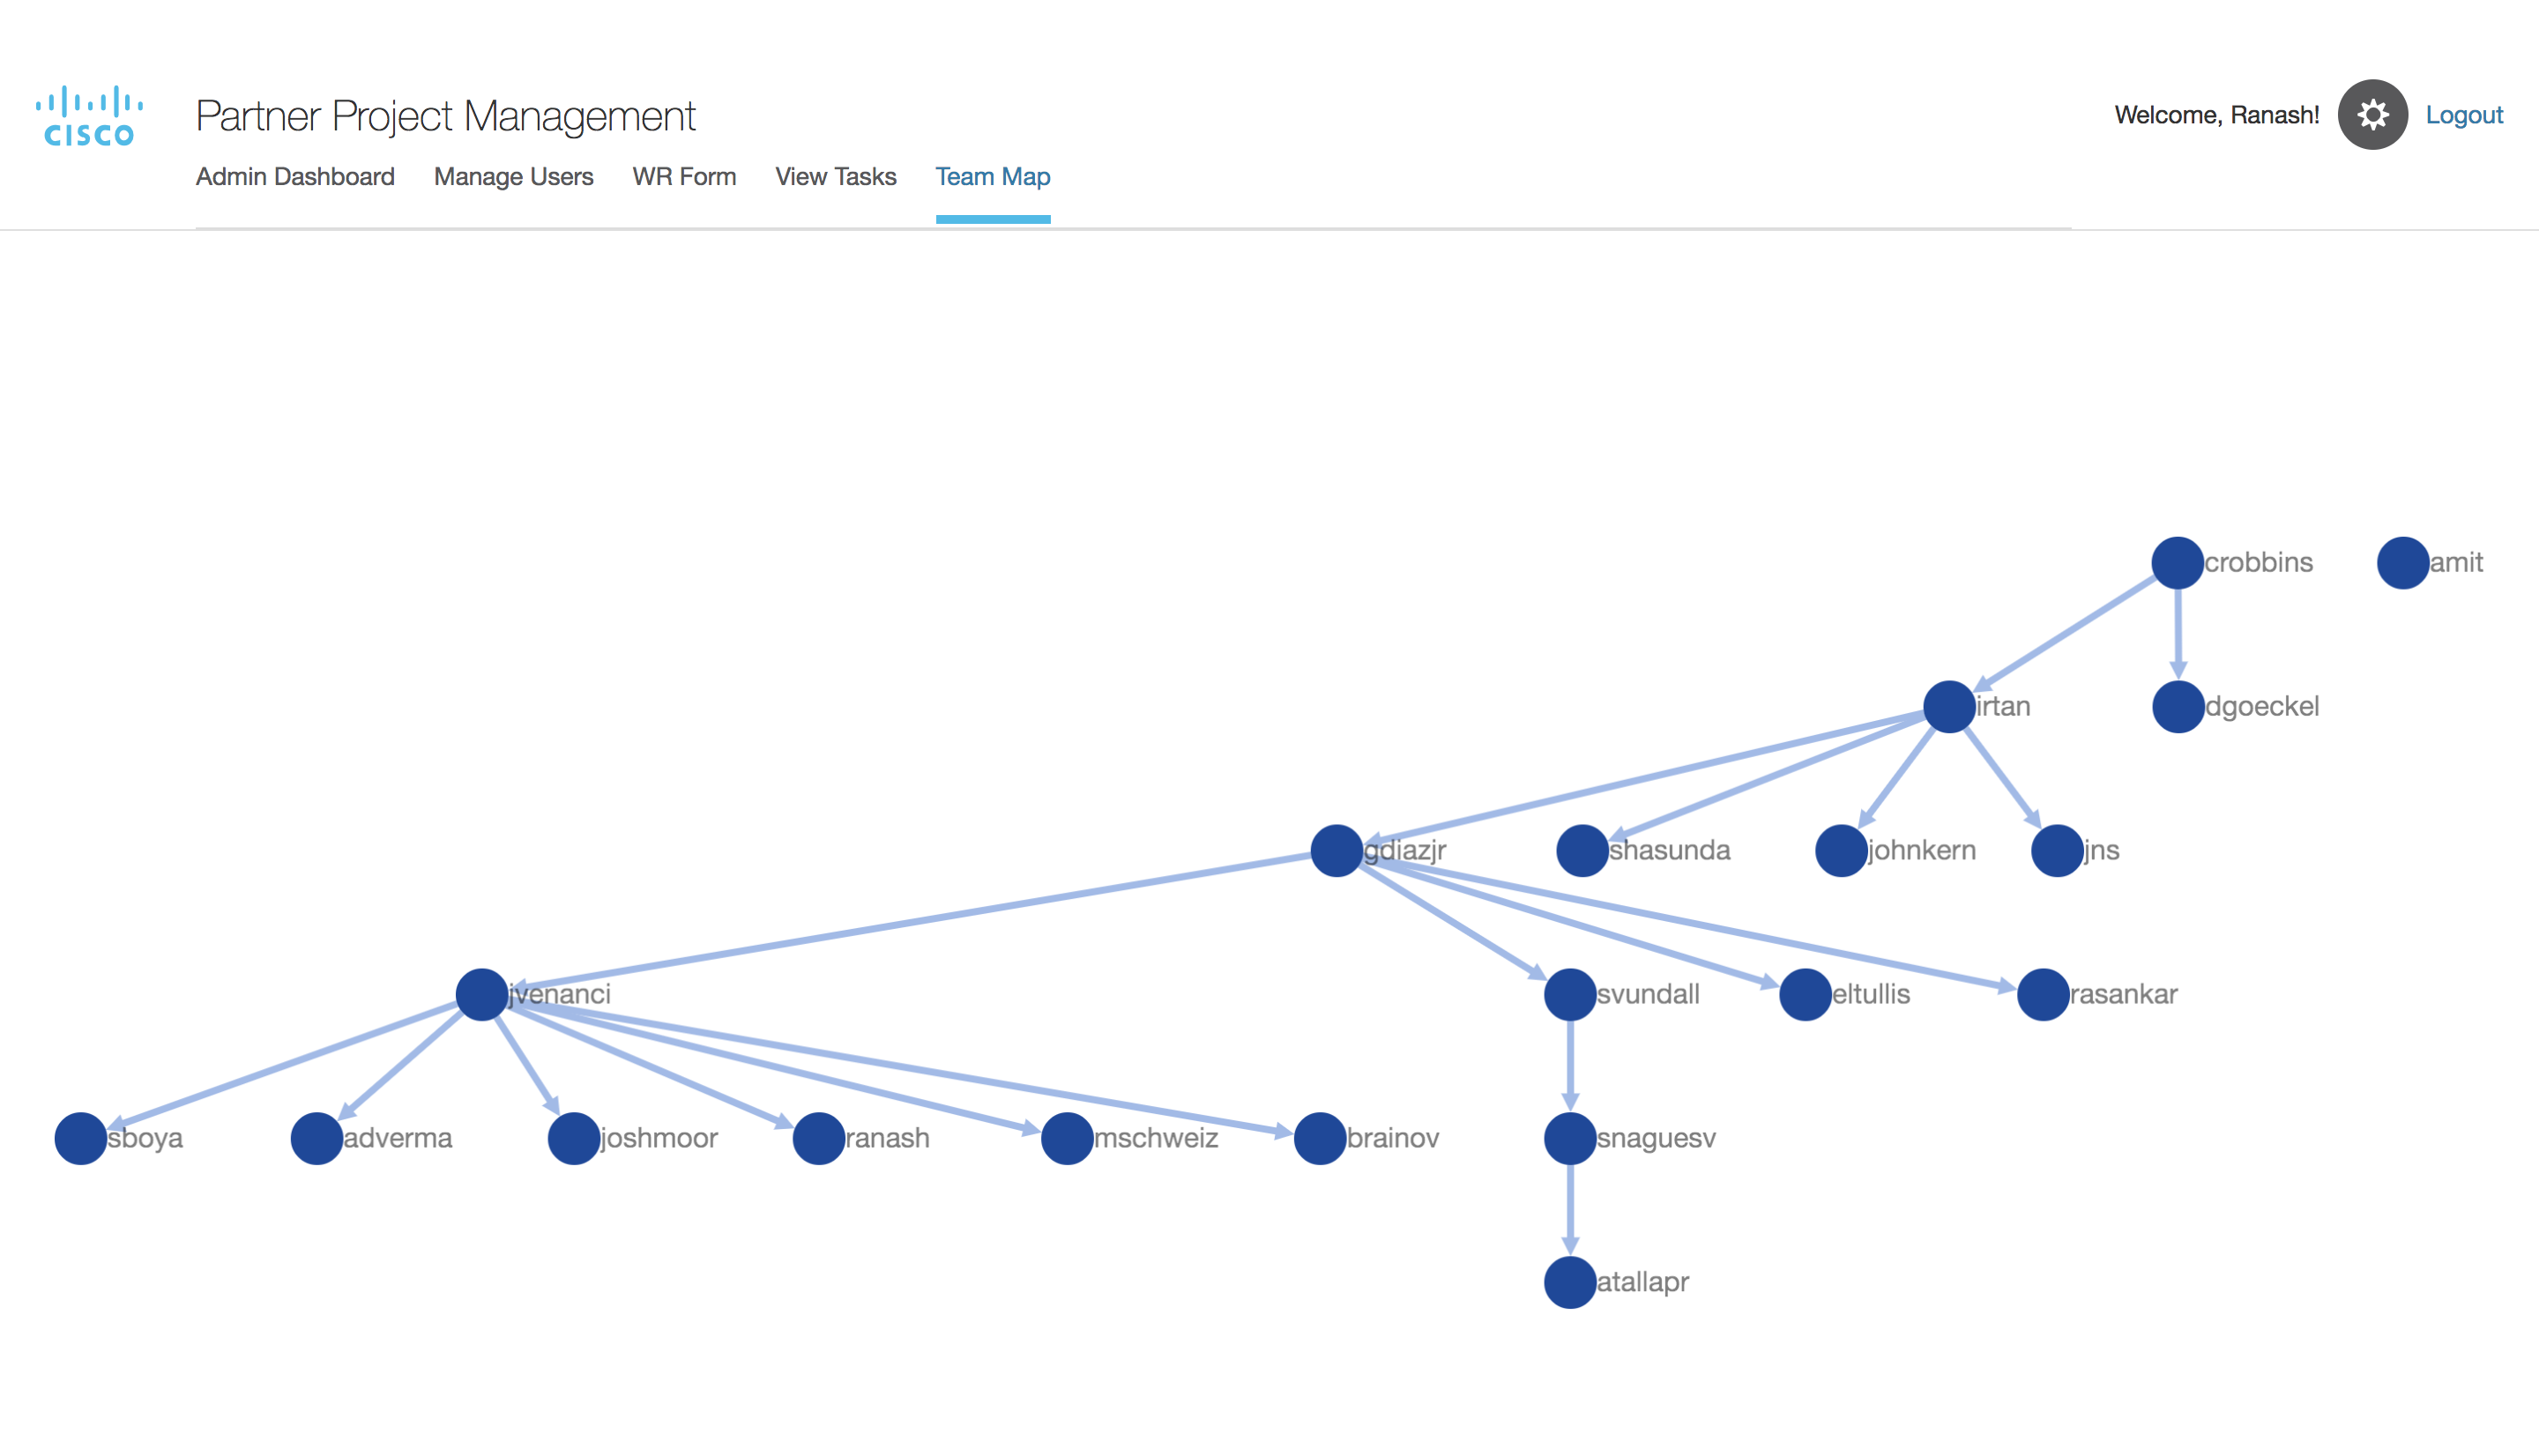 CISCO
Partner Project Management
Welcome, Ranash!
Logout
Admin Dashboard Manage Users WR Form View Tasks Team Map
crobbins amit
irtan dgoeckel
gdiazjr shasunda johnkern jns
jvenanci svundall eltullis rasankar
sboya adverma joshmoor ranash mschweiz brainov snaguesv
atallapr